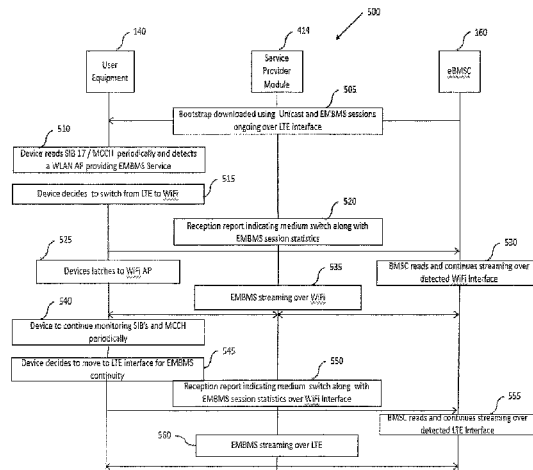 500
140
414
160
User
Equipment
Service
Provider
Module
eBMSC
505
Bootstrap downloaded using Unicast and EMBMS sessions
ongoing over LTE Interface
510
Device reads SIB 17 / MCCH periodically and detects
a WLAN AP providing EMBMS Service
515
Device decides to switch from LTE to WiFi
520
Reception report indicating medium switch along with
EMBMS session statistics
525
530
Devices latches to WiFi AP
BMSC reads and continues streaming over
detected WiFi Interface
535
EMBMS streaming over WiFi
540
Device to continue monitoring SIB's and MCCH
periodically
545
Device decides to move to LTE interface for EMBMS
continuity
550
Reception report indicating medium switch along with
EMBMS session statistics over WiFi Interface
555
BMSC reads and continues streaming over
detected LTE Interface
560
EMBMS streaming over LTE